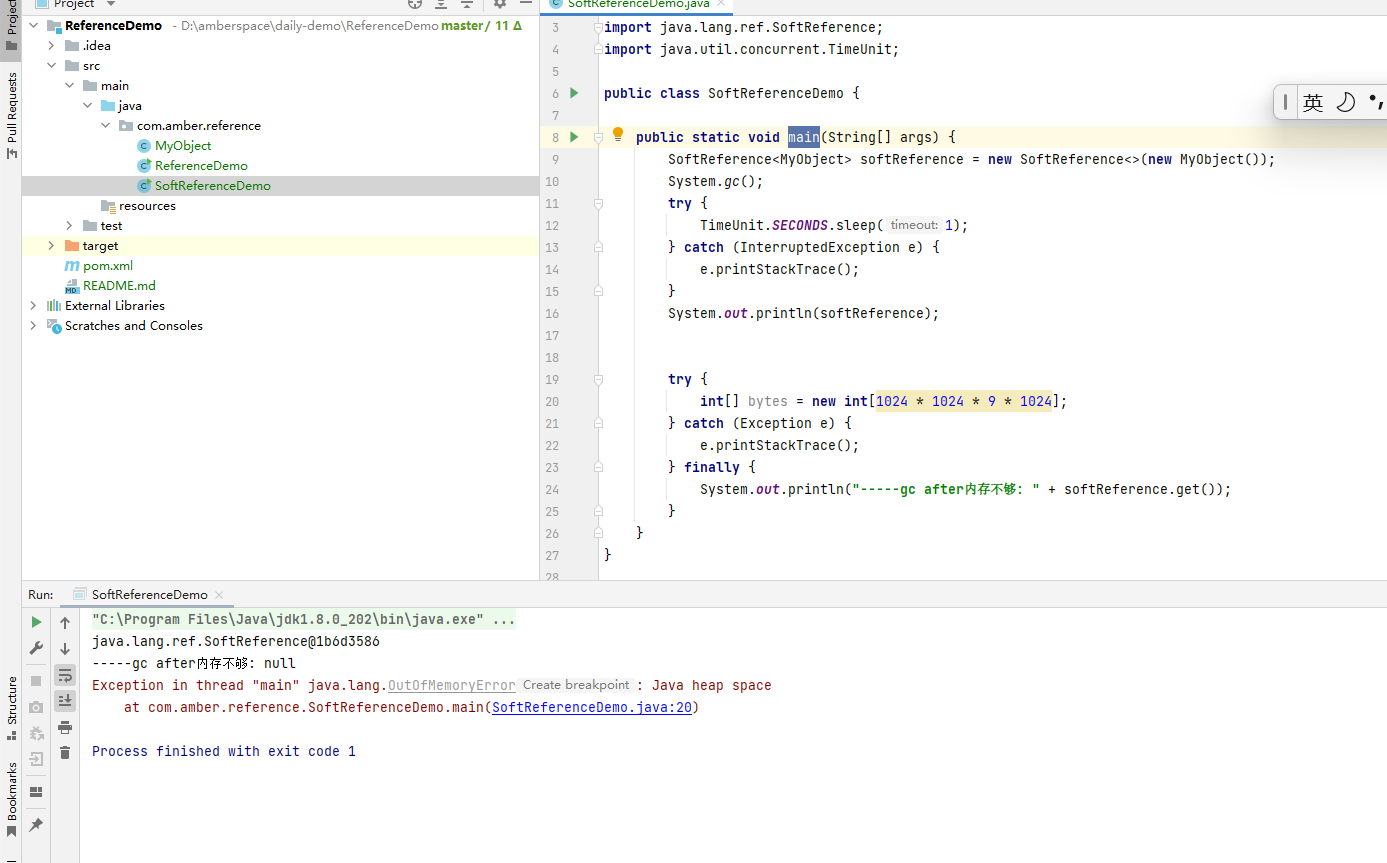 Project
SoftReferenceDemo.java
Project
Pull Requests
ReferenceDemo - D:\amberspace\daily-demo\ReferenceDemo master/ 11 Δ
.idea
src
main
java
com.amber.reference
MyObject
ReferenceDemo
SoftReferenceDemo
resources
test
target
pom.xml
README.md
External Libraries
Scratches and Consoles
3 import java.lang.ref.SoftReference;
4 import java.util.concurrent.TimeUnit;
5
6 public class SoftReferenceDemo {
7
8 public static void main(String[] args) {
9 SoftReference<MyObject> softReference = new SoftReference<>(new MyObject());
10 System.gc();
11 try {
12 TimeUnit.SECONDS.sleep( timeout: 1);
13 } catch (InterruptedException e) {
14 e.printStackTrace();
15 }
16 System.out.println(softReference);
17
18
19 try {
20 int[] bytes = new int[1024 * 1024 * 9 * 1024];
21 } catch (Exception e) {
22 e.printStackTrace();
23 } finally {
24 System.out.println("-----gc after内存不够: " + softReference.get());
25 }
26 }
27 }
28
英
Run: SoftReferenceDemo
"C:\Program Files\Java\jdk1.8.0_202\bin\java.exe" ...
java.lang.ref.SoftReference@1b6d3586
-----gc after内存不够: null
Exception in thread "main" java.lang.OutOfMemoryError Create breakpoint : Java heap space
at com.amber.reference.SoftReferenceDemo.main(SoftReferenceDemo.java:20)
Process finished with exit code 1
Structure
Bookmarks